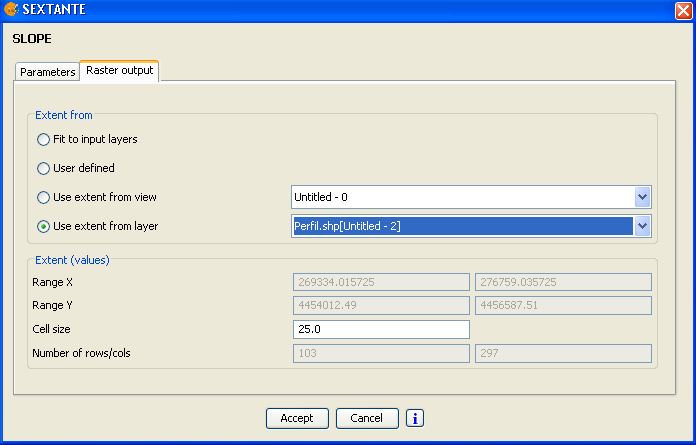 SEXTANTE
SLOPE
Parameters Raster output
Extent from
Fit to input layers
User defined
Use extent from view Untitled - 0
Use extent from layer Perfil.shp[Untitled - 2]
Extent (values)
Range X 269334.015725 276759.035725
Range Y 4454012.49 4456587.51
Cell size 25.0
Number of rows/cols 103 297
Accept Cancel i